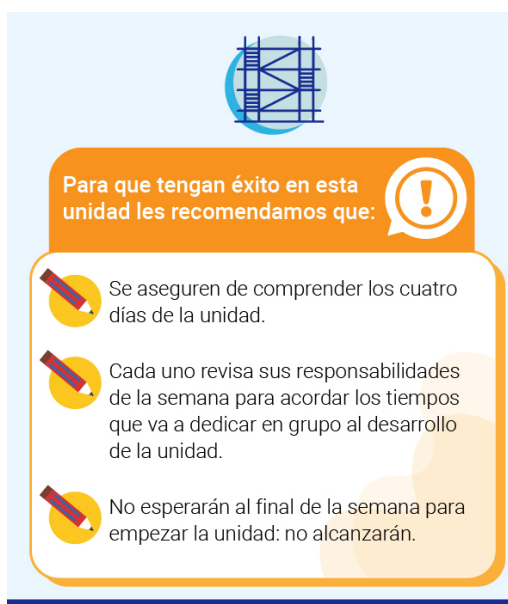 Para que tengan éxito en esta
unidad les recomendamos que:
Se aseguren de comprender los cuatro
días de la unidad.
Cada uno revisa sus responsabilidades
de la semana para acordar los tiempos
que va a dedicar en grupo al desarrollo
de la unidad.
No esperarán al final de la semana para
empezar la unidad: no alcanzarán.